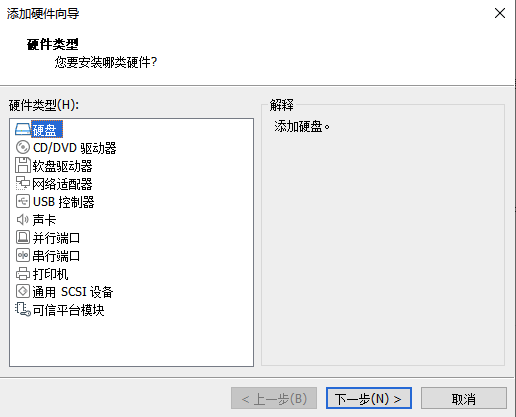 添加硬件向导
硬件类型
您要安装哪类硬件?
硬件类型(H):
硬盘
CD/DVD 驱动器
软盘驱动器
网络适配器
USB 控制器
声卡
并行端口
串行端口
打印机
通用 SCSI 设备
可信平台模块
解释
添加硬盘。
< 上一步(B)
下一步(N) >
取消